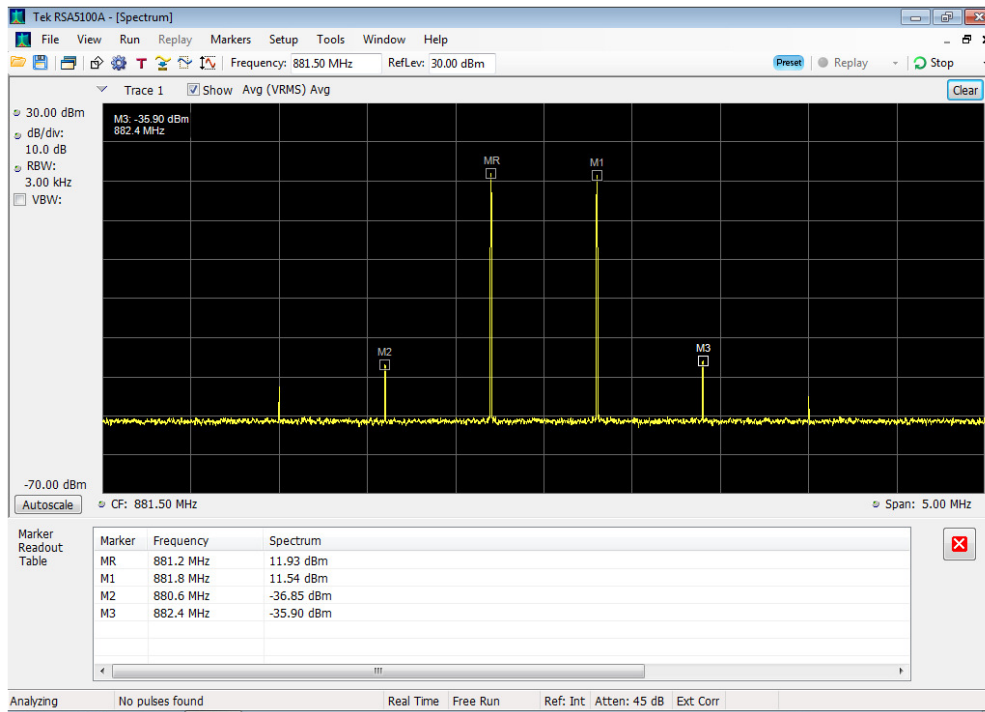 Tek RSA5100A - [Spectrum]
File View Run Replay Markers Setup Tools Window Help
T Frequency: 881.50 MHz RefLev: 30.00 dBm Preset Replay Stop
Trace 1 Show Avg (VRMS) Avg Clear
30.00 dBm
dB/div:
10.0 dB
RBW:
3.00 kHz
VBW:
M3: -35.90 dBm
882.4 MHz
MR M1
M2 M3
-70.00 dBm
Autoscale CF: 881.50 MHz Span: 5.00 MHz
Marker
Readout
Table
Marker Frequency Spectrum
MR 881.2 MHz 11.93 dBm
M1 881.8 MHz 11.54 dBm
M2 880.6 MHz -36.85 dBm
M3 882.4 MHz -35.90 dBm
Analyzing No pulses found Real Time Free Run Ref: Int Atten: 45 dB Ext Corr